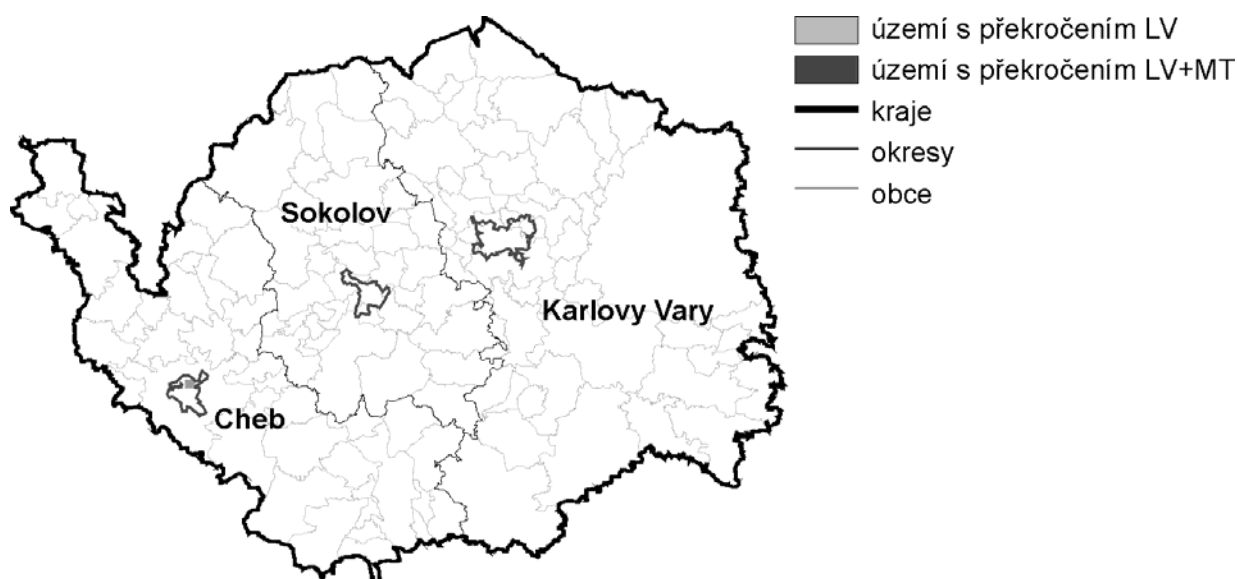 území s překročením LV
území s překročením LV+MT
kraje
okresy
obce
Sokolov
Karlovy Vary
Cheb